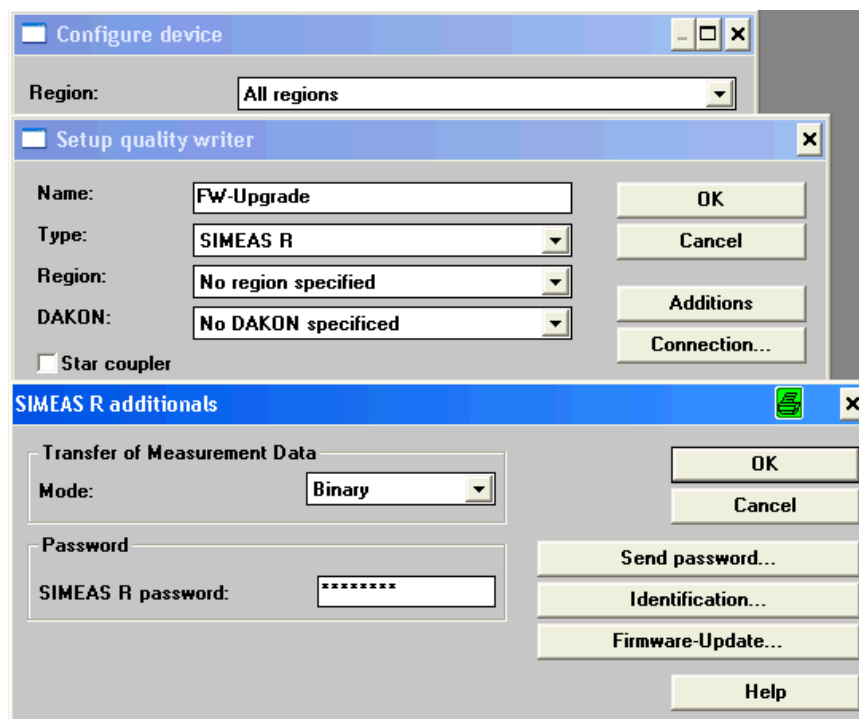 Configure device
Region: All regions
Setup quality writer
Name: FW-Upgrade OK
Type: SIMEAS R Cancel
Region: No region specified
DAKON: No DAKON specificed Additions
Star coupler Connection...
SIMEAS R additionals
Transfer of Measurement Data OK
Mode: Binary Cancel
Password Send password...
SIMEAS R password: ******** Identification...
Firmware-Update...
Help